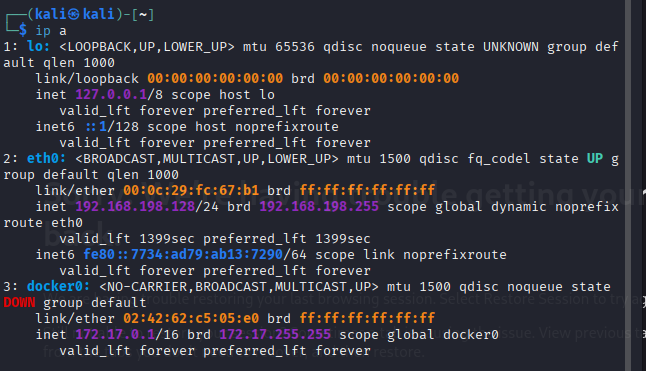 ┌──(kali㉿kali)-[~]
└─$ ip a
1: lo: <LOOPBACK,UP,LOWER_UP> mtu 65536 qdisc noqueue state UNKNOWN group def
ault qlen 1000
    link/loopback 00:00:00:00:00:00 brd 00:00:00:00:00:00
    inet 127.0.0.1/8 scope host lo
       valid_lft forever preferred_lft forever
    inet6 ::1/128 scope host noprefixroute
       valid_lft forever preferred_lft forever
2: eth0: <BROADCAST,MULTICAST,UP,LOWER_UP> mtu 1500 qdisc fq_codel state UP g
roup default qlen 1000
    link/ether 00:0c:29:fc:67:b1 brd ff:ff:ff:ff:ff:ff
    inet 192.168.198.128/24 brd 192.168.198.255 scope global dynamic noprefix
route eth0
       valid_lft 1399sec preferred_lft 1399sec
    inet6 fe80::7734:ad79:ab13:7290/64 scope link noprefixroute
       valid_lft forever preferred_lft forever
3: docker0: <NO-CARRIER,BROADCAST,MULTICAST,UP> mtu 1500 qdisc noqueue state
DOWN group default
    link/ether 02:42:62:c5:05:e0 brd ff:ff:ff:ff:ff:ff
    inet 172.17.0.1/16 brd 172.17.255.255 scope global docker0
       valid_lft forever preferred_lft forever